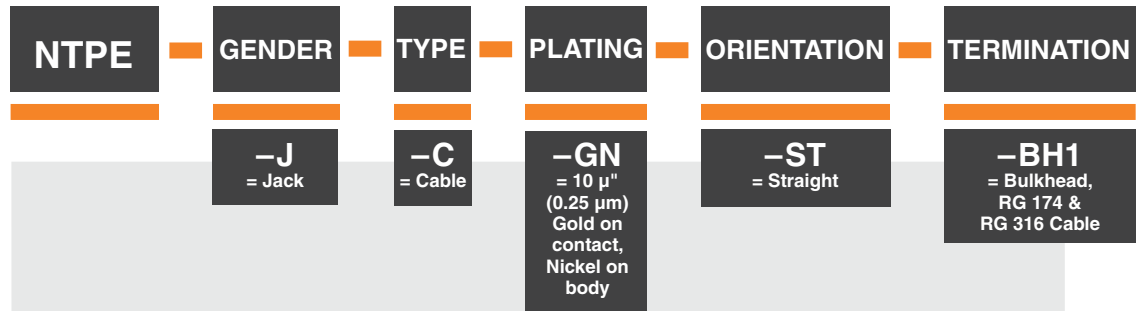 NTPE
GENDER
TYPE
PLATING
ORIENTATION
TERMINATION
–J
= Jack
–C
= Cable
–GN
= 10 µ"
(0.25 µm)
Gold on
contact,
Nickel on
body
–ST
= Straight
–BH1
= Bulkhead,
RG 174 &
RG 316 Cable